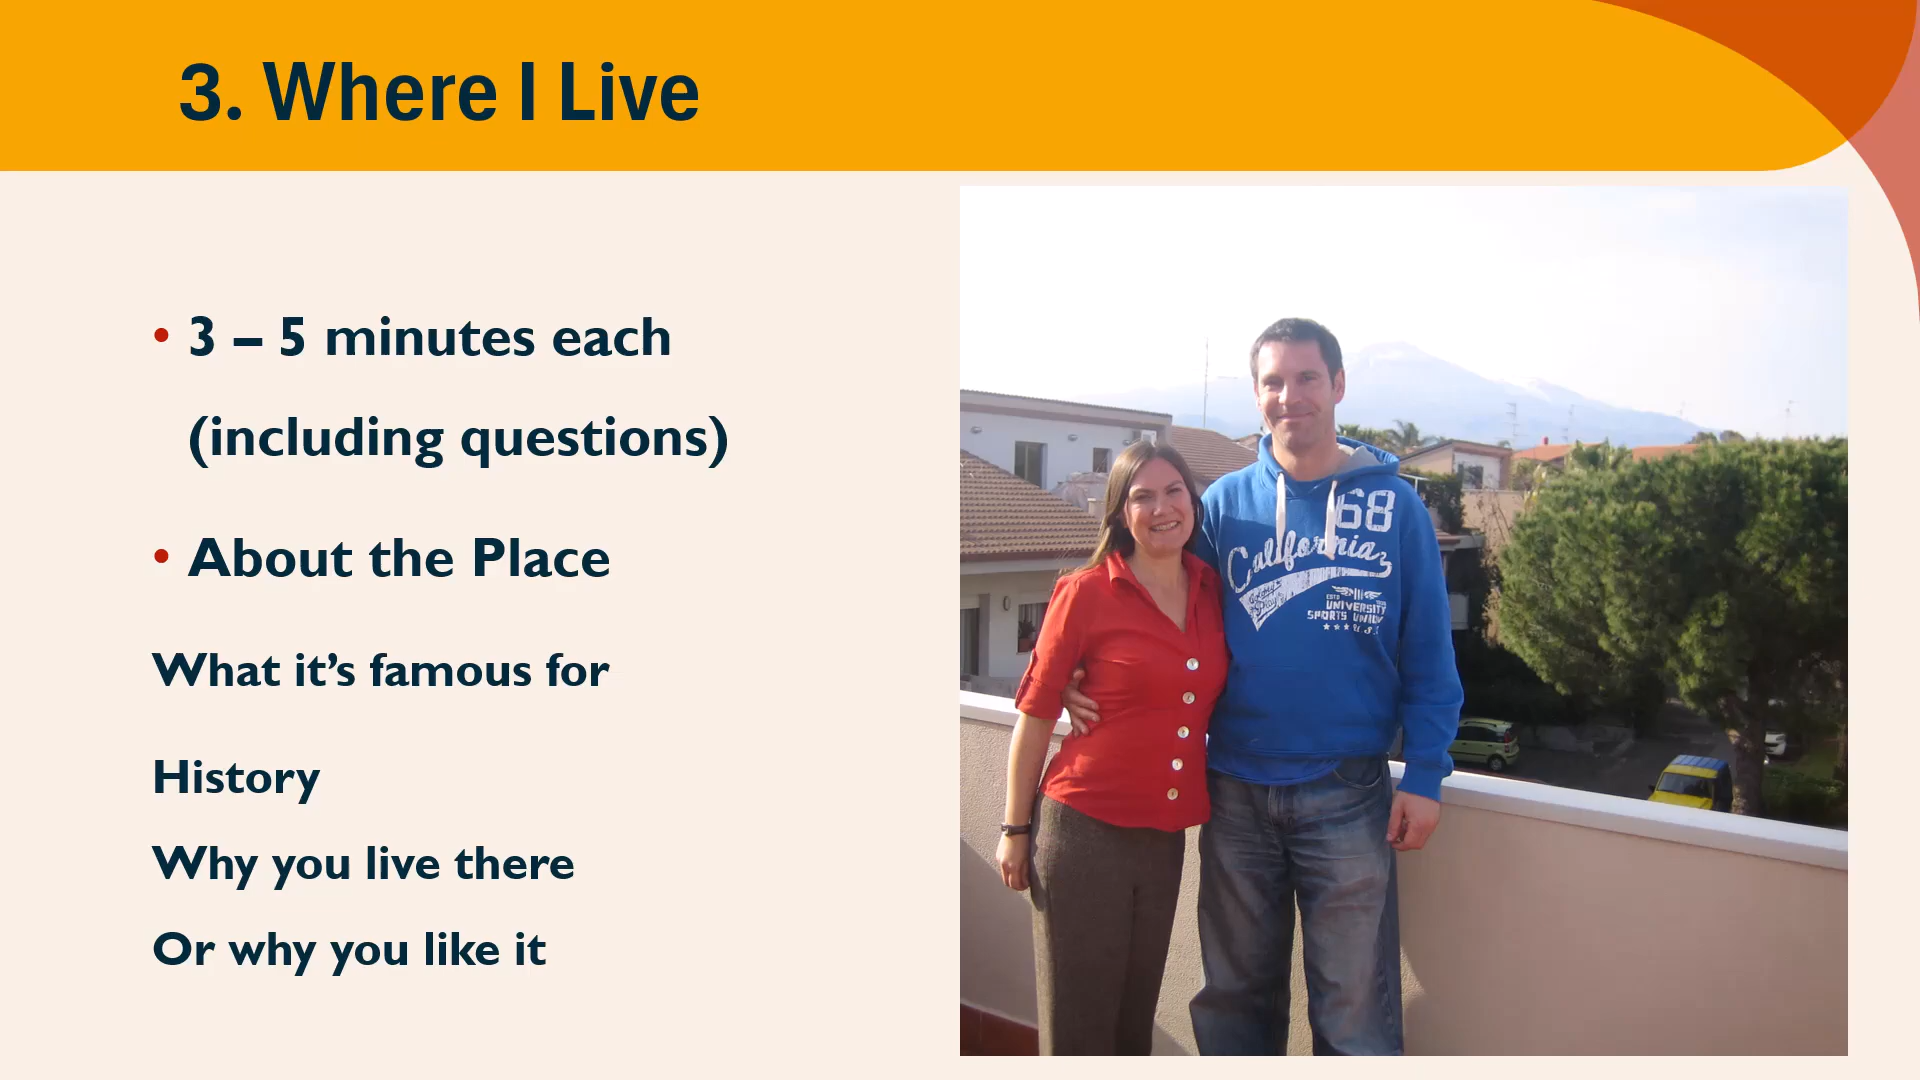 3. Where I Live
• 3 – 5 minutes each
(including questions)
• About the Place
What it’s famous for
History
Why you live there
Or why you like it
68
California
UNIVERSITY
SPORTS UNION